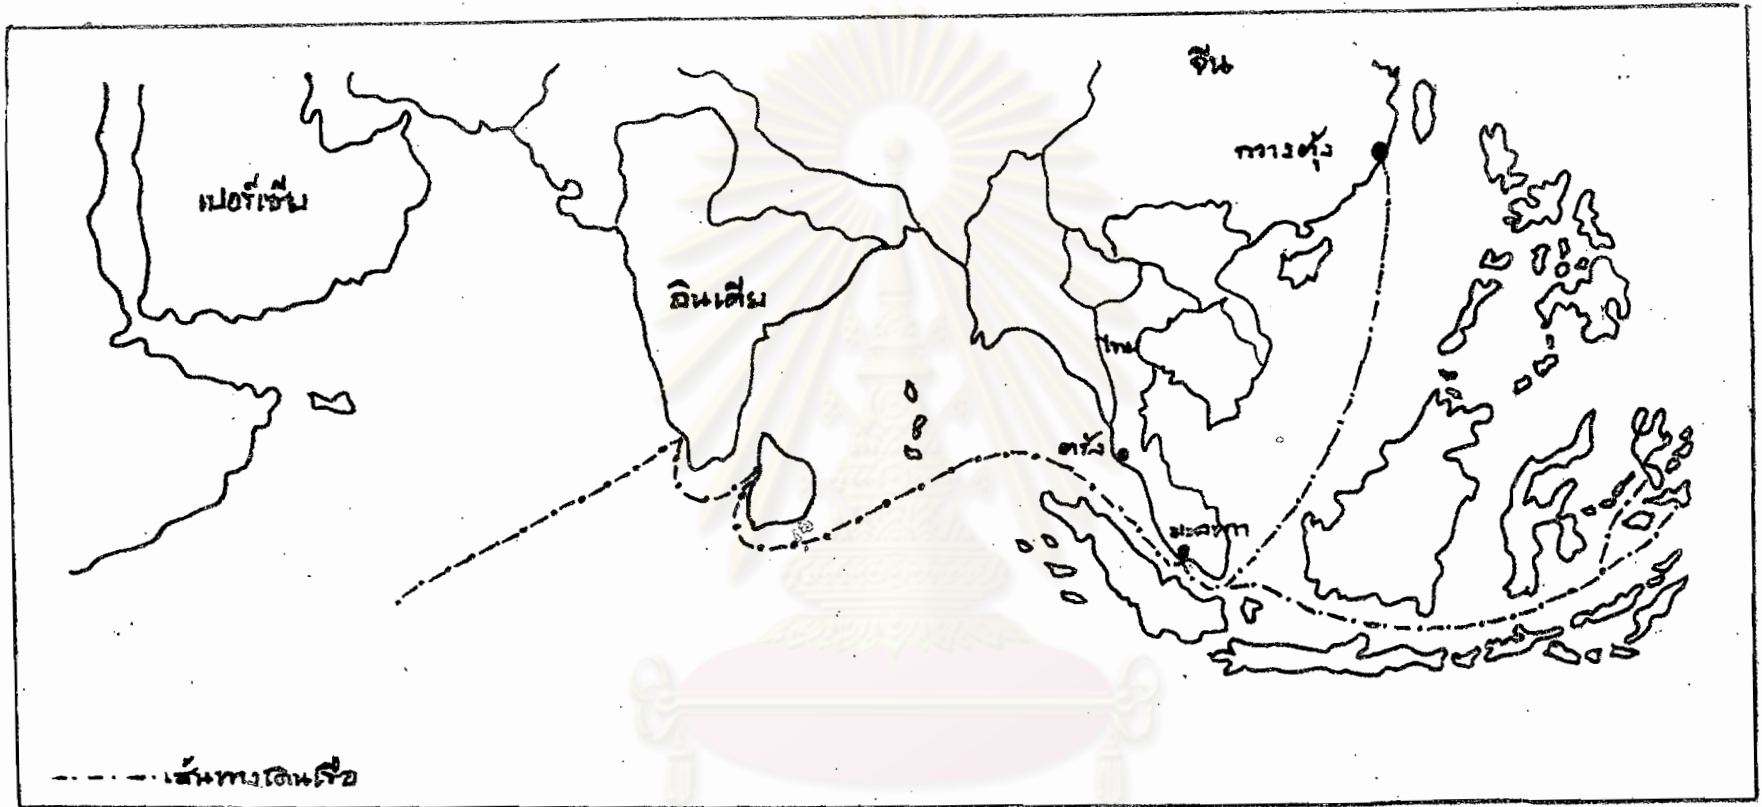 จีน
กวางตุ้ง
เปอร์เซีย
อินเดีย
ไทย
ตรัง
มะละกา
เส้นทางเดินเรือ